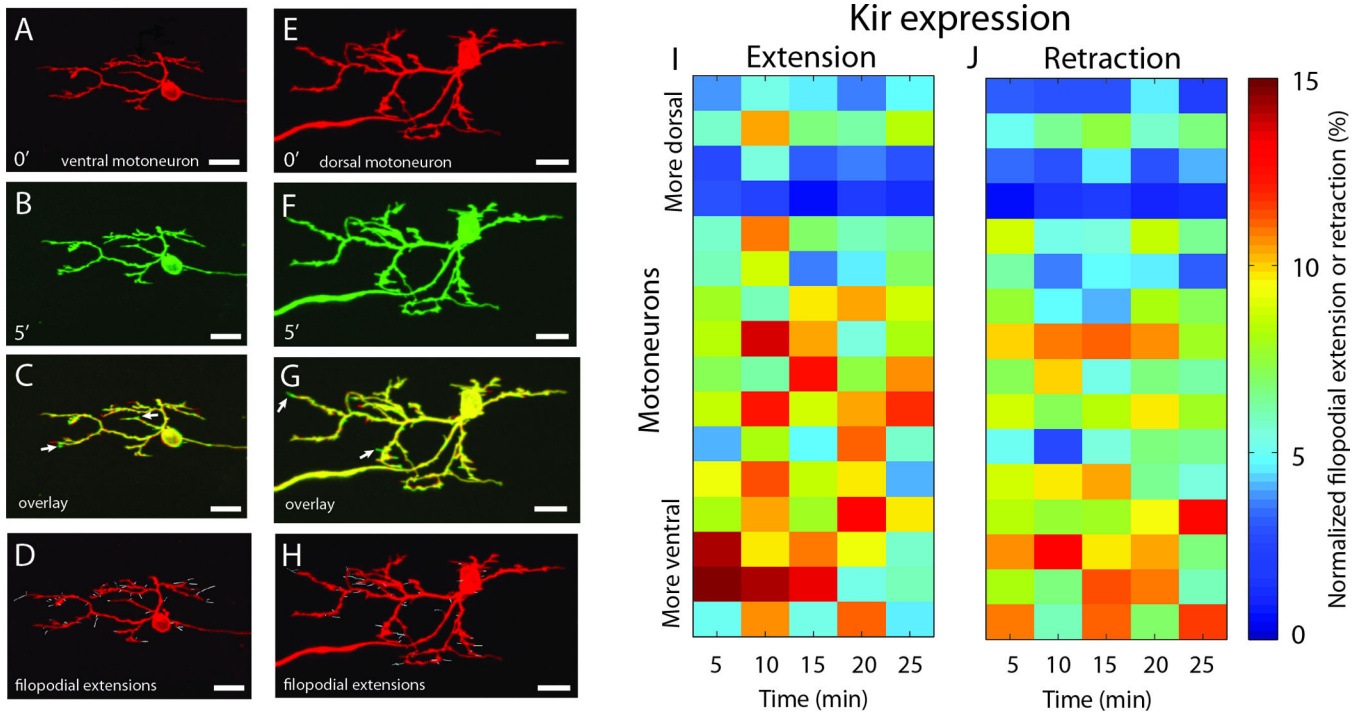 A
0′
ventral motoneuron
B
5′
C
overlay
D
filopodial extensions
E
0′
dorsal motoneuron
F
5′
G
overlay
H
filopodial extensions
Kir expression
I
Extension
J
Retraction
More dorsal
Motoneurons
More ventral
5 10 15 20 25
Time (min)
5 10 15 20 25
Time (min)
15
10
5
0
Normalized filopodial extension or retraction (%)